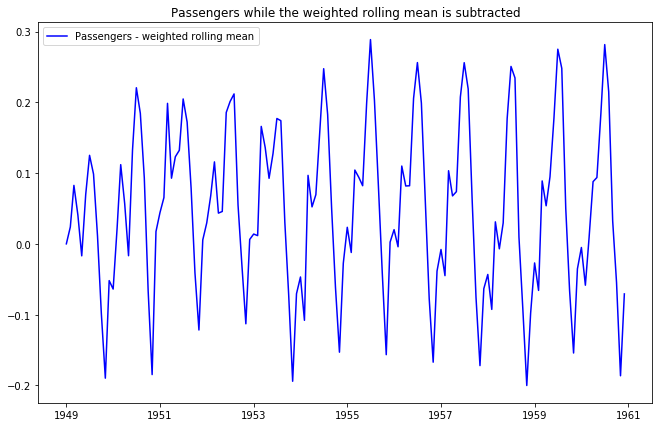 Passengers while the weighted rolling mean is subtracted
Passengers - weighted rolling mean
0.3
0.2
0.1
0.0
−0.1
−0.2
1949 1951 1953 1955 1957 1959 1961